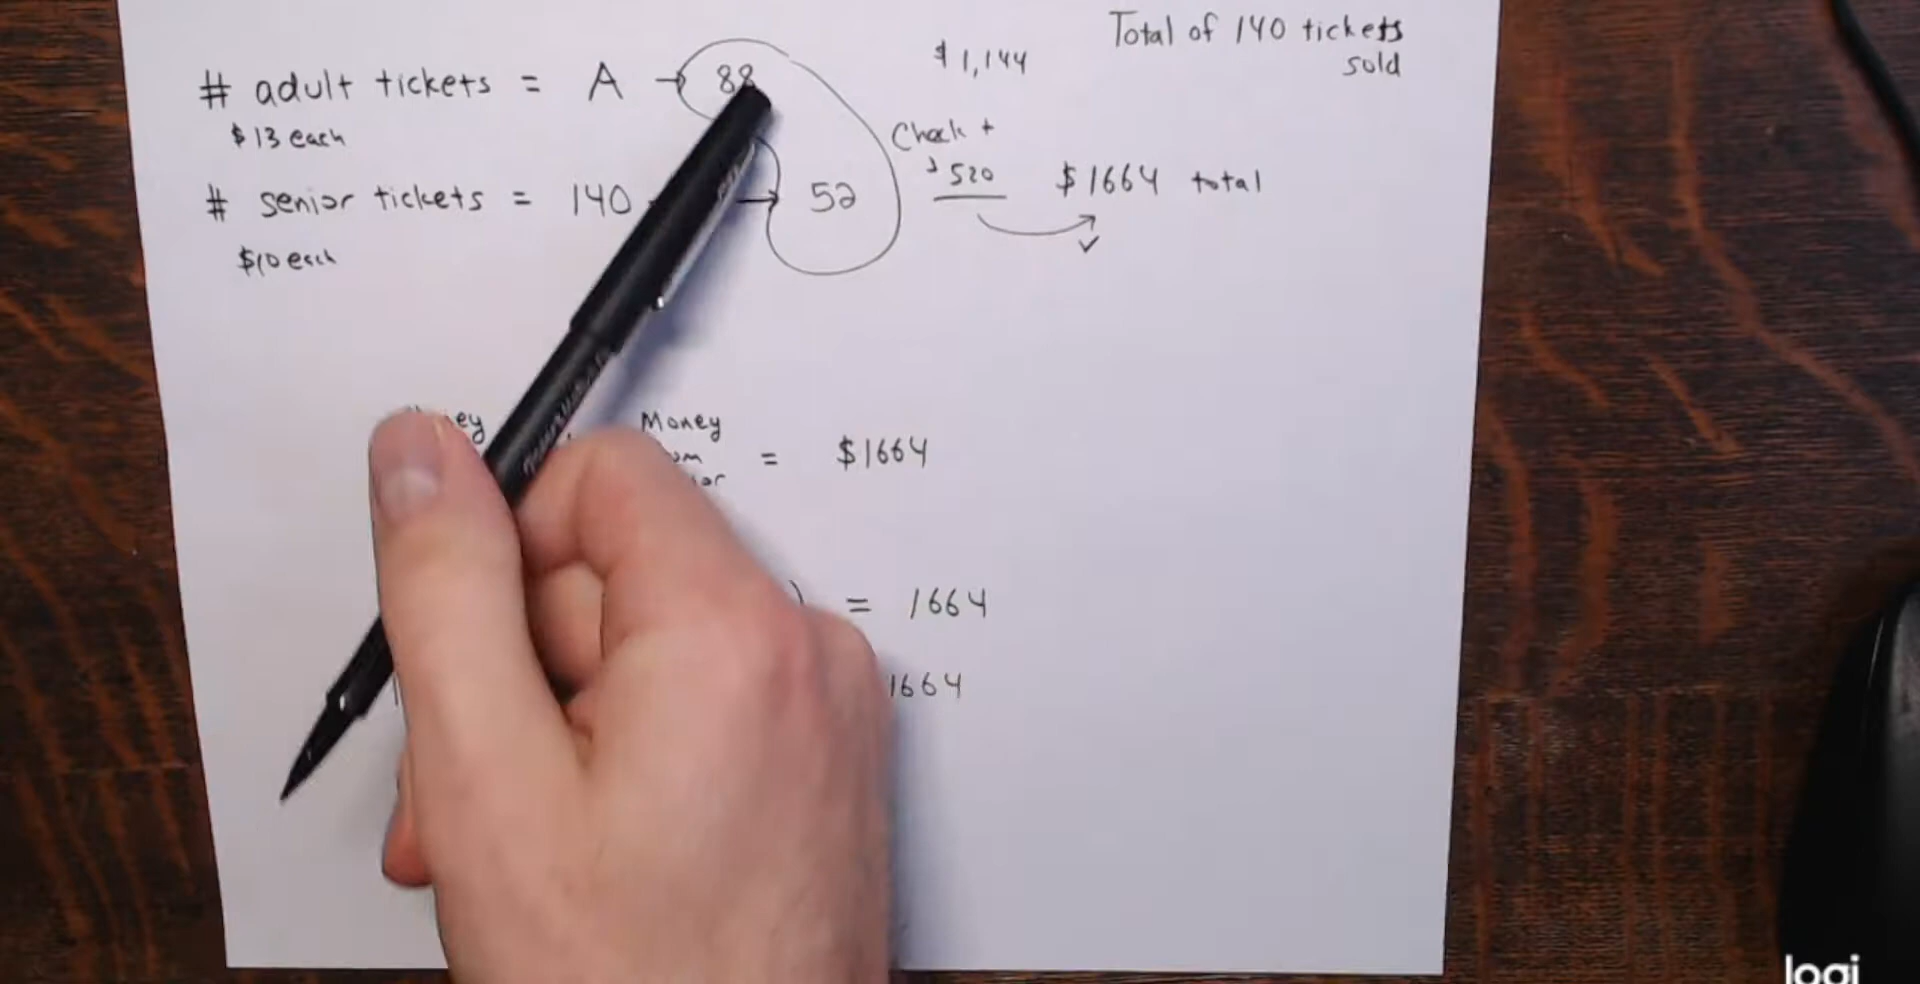 Total of 140 tickets
sold
# adult tickets = A → 88
$1,144
$13 each
Check +
$520
$1664 total
# senior tickets = 140 → 52
$10 each
Money
= $1664
) = 1664
1664
logi